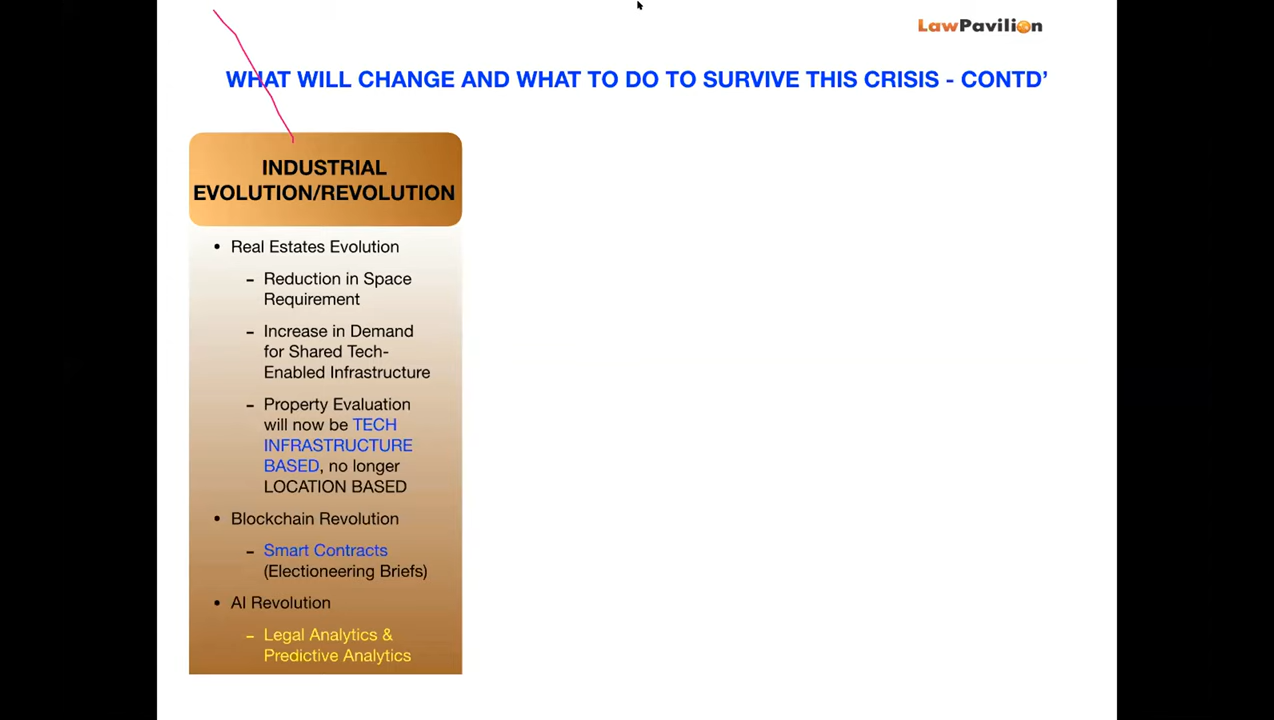 LawPavilion
WHAT WILL CHANGE AND WHAT TO DO TO SURVIVE THIS CRISIS - CONTD’
INDUSTRIAL
EVOLUTION/REVOLUTION
• Real Estates Evolution
– Reduction in Space
Requirement
– Increase in Demand
for Shared Tech-
Enabled Infrastructure
– Property Evaluation
will now be TECH
INFRASTRUCTURE
BASED, no longer
LOCATION BASED
• Blockchain Revolution
– Smart Contracts
(Electioneering Briefs)
• AI Revolution
– Legal Analytics &
Predictive Analytics